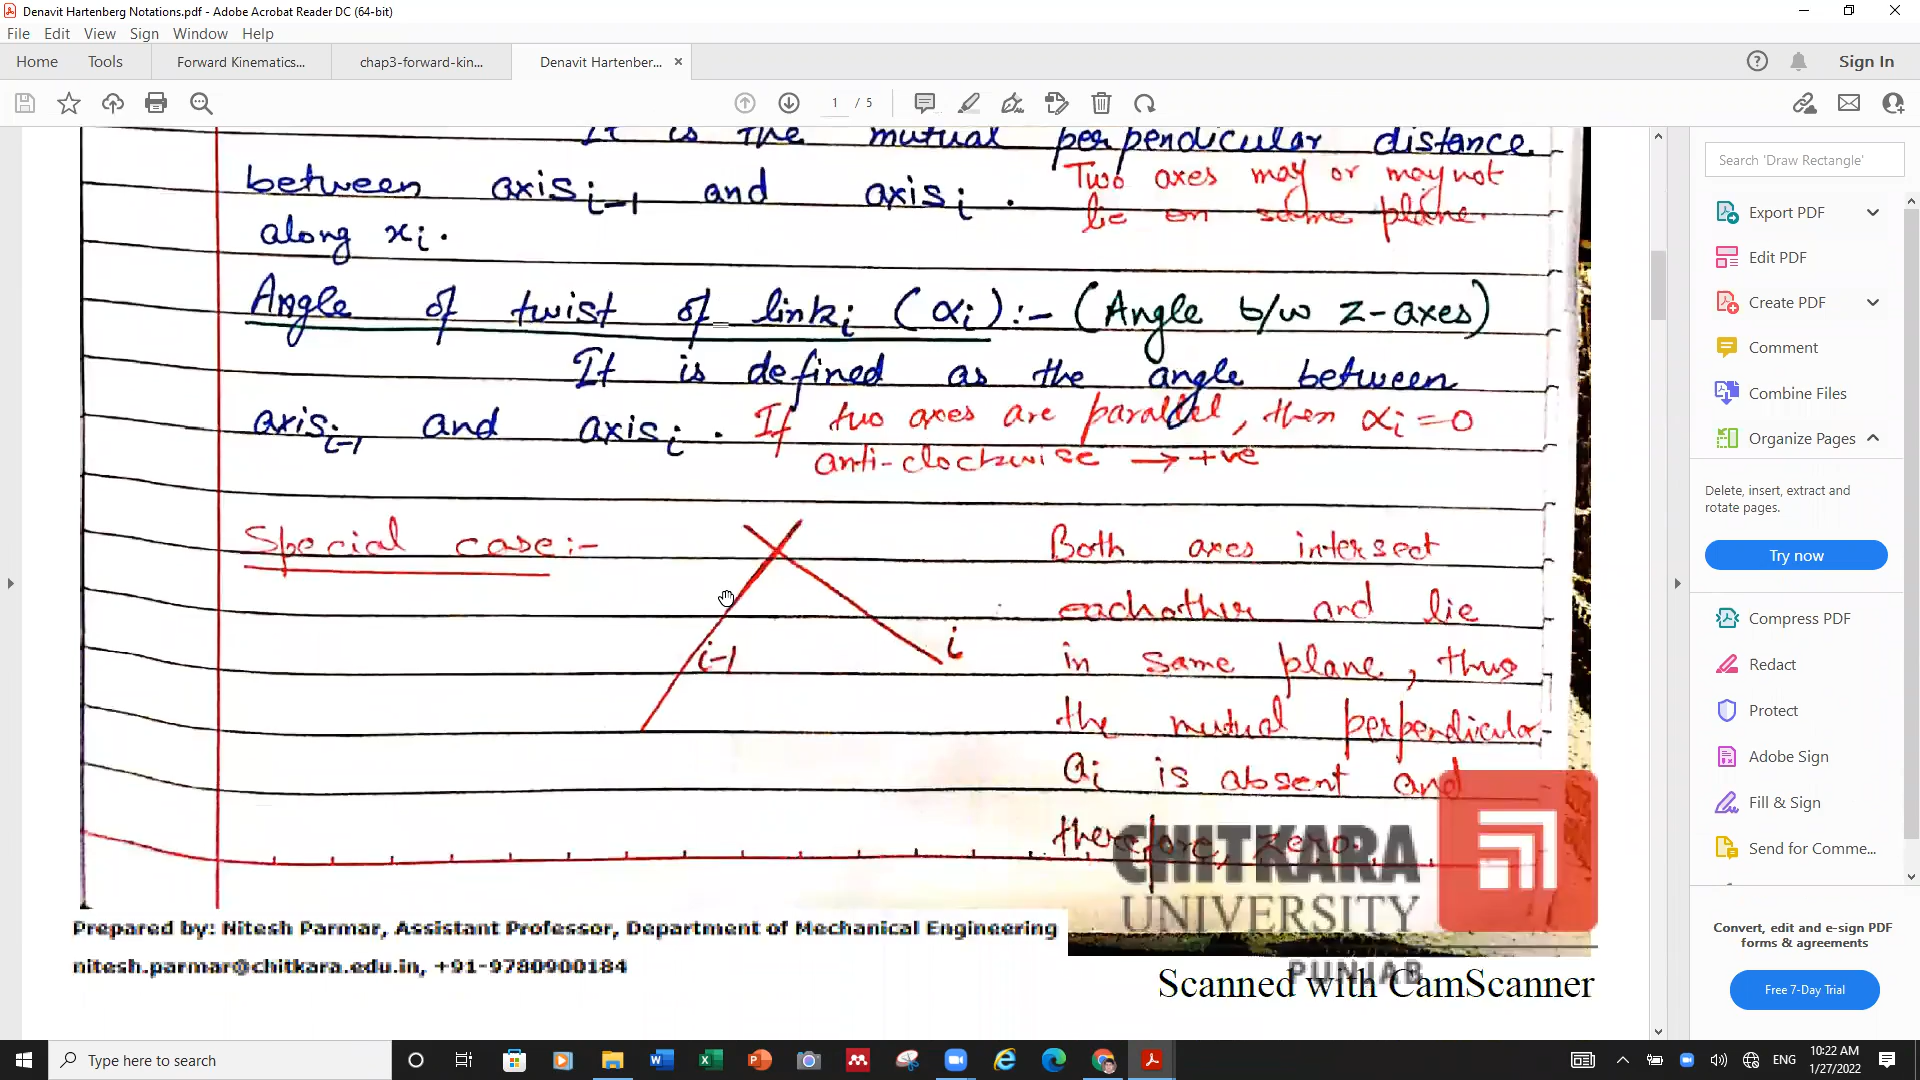 Denavit Hartenberg Notations.pdf - Adobe Acrobat Reader DC (64-bit)
File Edit View Sign Window Help
Home Tools Forward Kinematics... chap3-forward-kin... Denavit Hartenber... × Sign In
1 / 5
It is the mutual perpendicular distance
between axis i-1 and axis i . Two axes may or may not
lie on same plane.
along xi.
Angle of twist of link i (αi):- (Angle b/w z-axes)
It is defined as the angle between
axis i-1 and axis i . If two axes are parallel, then αi = 0
anti-clockwise → +ve
Special case:-
i-1
i
Both axes intersect
eachother and lie
in same plane, thus
the mutual perpendicular
ai is absent and
therefore, zero.
CHITKARA
UNIVERSITY
PUNJAB
Prepared by: Nitesh Parmar, Assistant Professor, Department of Mechanical Engineering
nitesh.parmar@chitkara.edu.in, +91-9780900184
Scanned with CamScanner
Search 'Draw Rectangle'
Export PDF
Edit PDF
Create PDF
Comment
Combine Files
Organize Pages
Delete, insert, extract and
rotate pages.
Try now
Compress PDF
Redact
Protect
Adobe Sign
Fill & Sign
Send for Comme...
Convert, edit and e-sign PDF
forms & agreements
Free 7-Day Trial
Type here to search
ENG
10:22 AM
1/27/2022